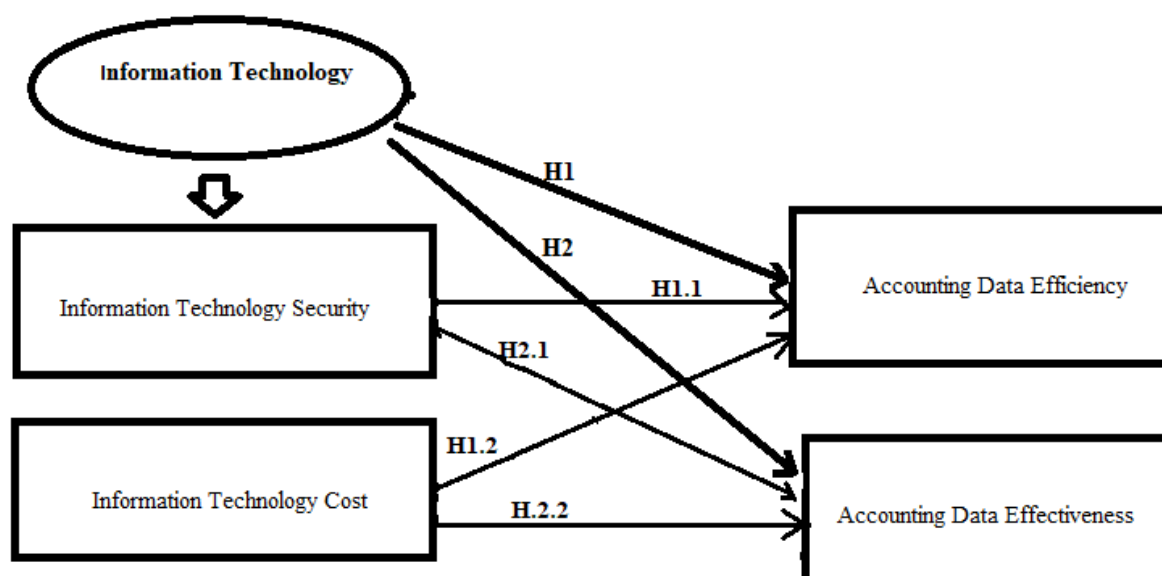 Information Technology
H1
H2
Information Technology Security
H1.1
Accounting Data Efficiency
H2.1
H1.2
Information Technology Cost
H.2.2
Accounting Data Effectiveness